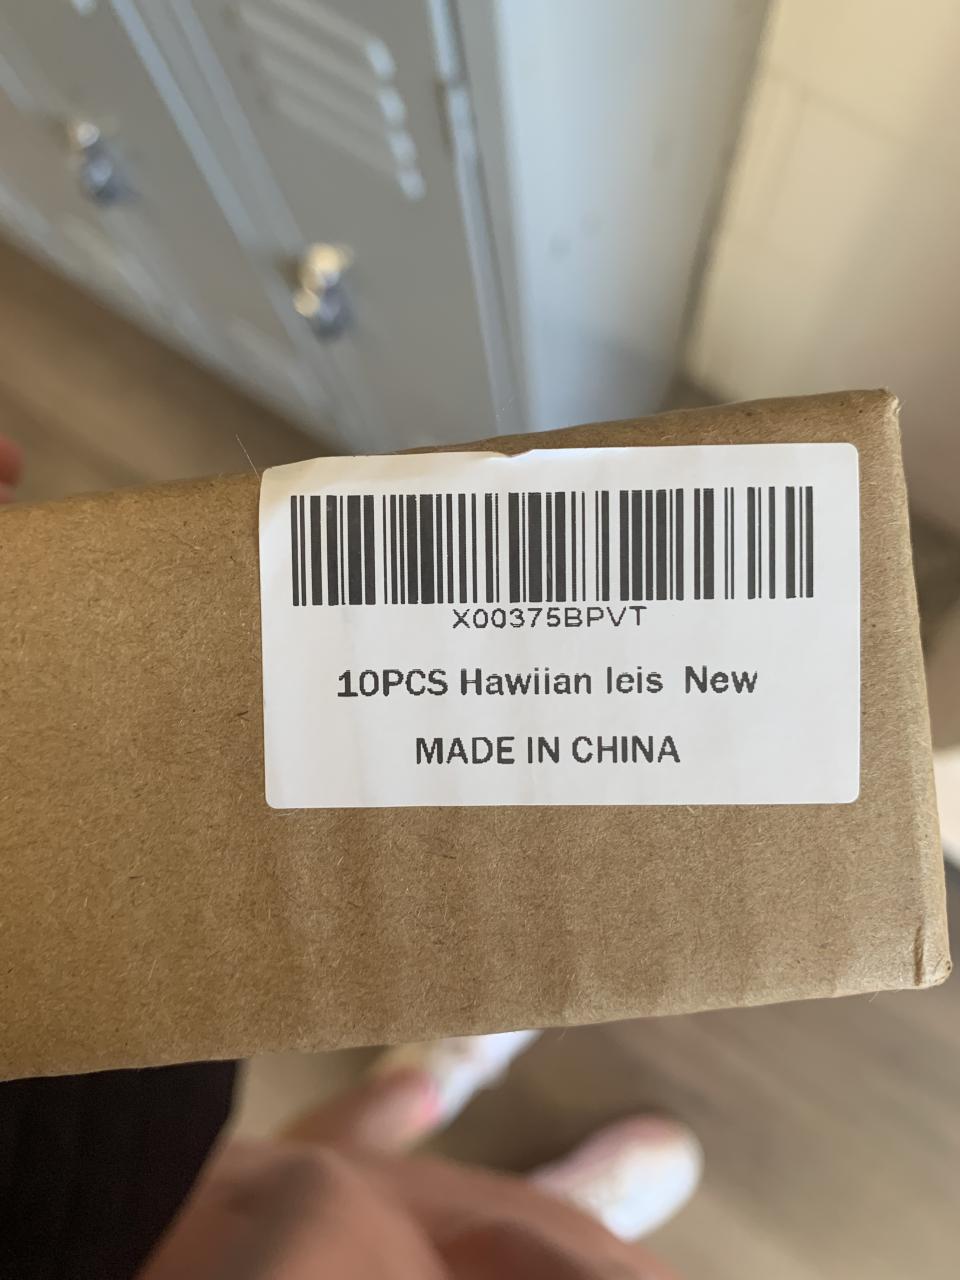 X00375BPVT
10PCS Hawiian leis New
MADE IN CHINA